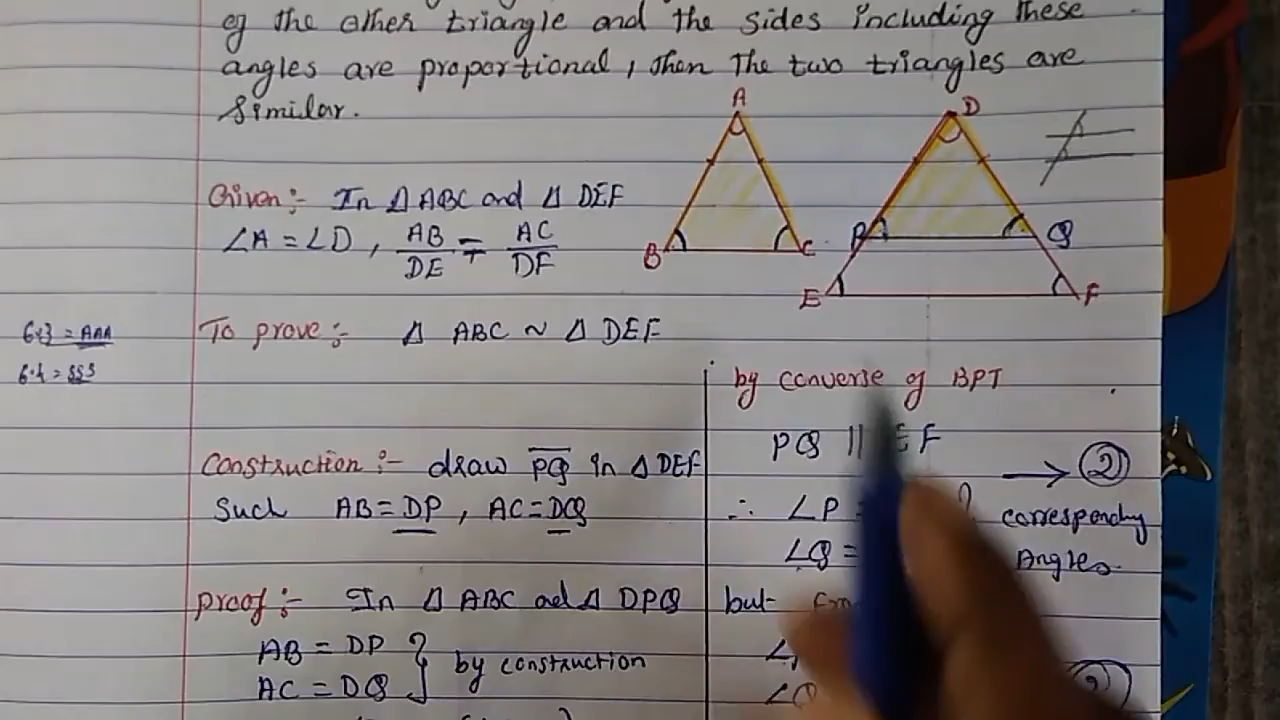 of the other triangle and the sides including these
angles are proportional, then the two triangles are
similar.
A
D
B
C
P
Q
E
F
Given :- In Δ ABC and Δ DEF
∠A = ∠D , AB/DE = AC/DF
To prove :- Δ ABC ~ Δ DEF
6.3 = AAA
6.4 = SSS
Construction :- draw PQ in Δ DEF
Such AB = DP , AC = DQ
Proof :- In Δ ABC and Δ DPQ
AB = DP
AC = DQ } by construction
by converse of BPT
PQ || EF
→ ②
∴ ∠P =
∠Q =
corresponding
Angles
but